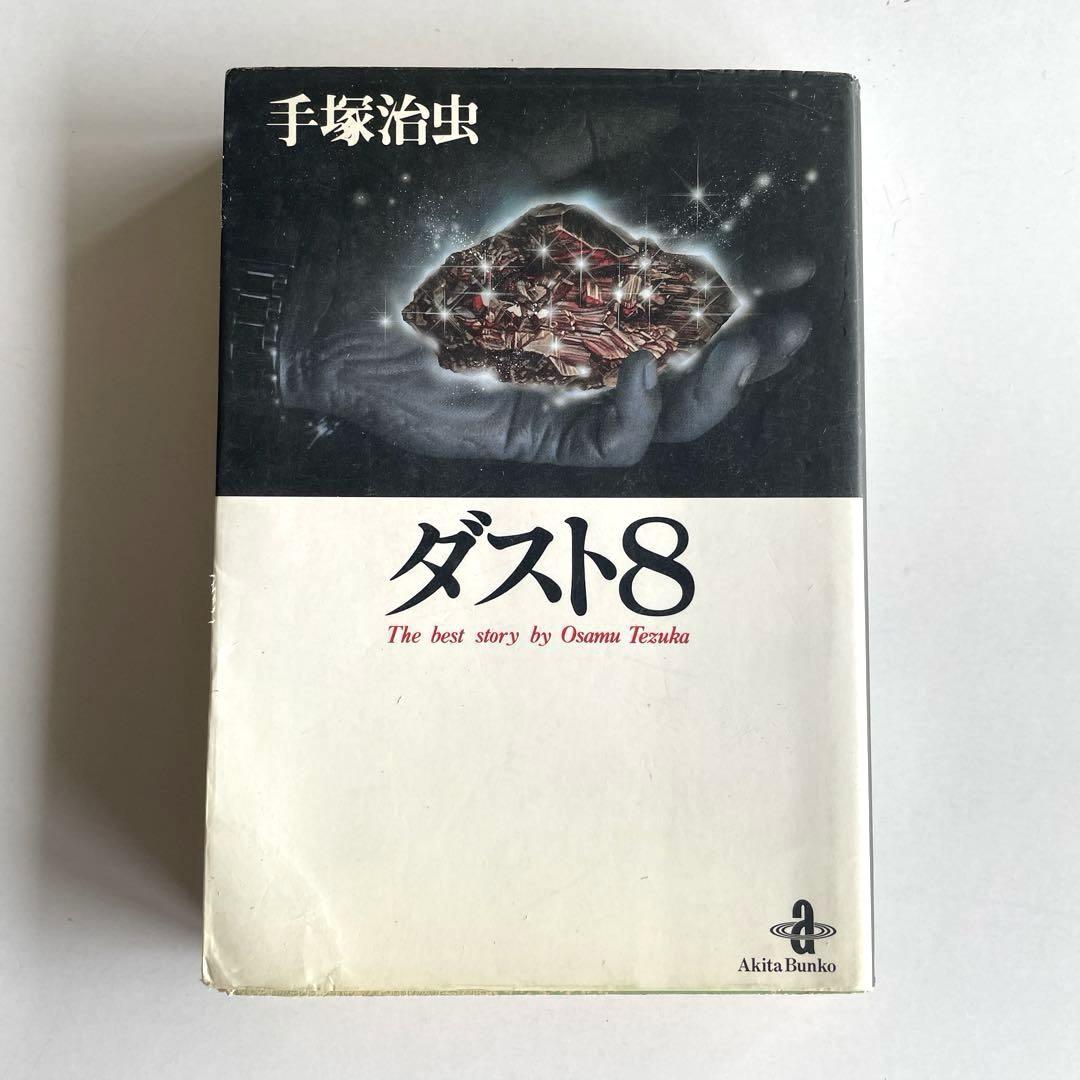 手塚治虫
ダスト8
The best story by Osamu Tezuka
a
Akita Bunko